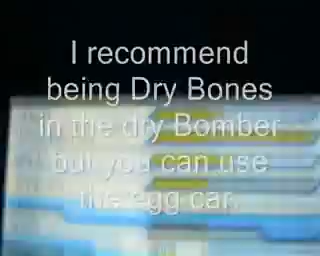 I recommend
being Dry Bones
in the dry Bomber
but you can use
the egg car.